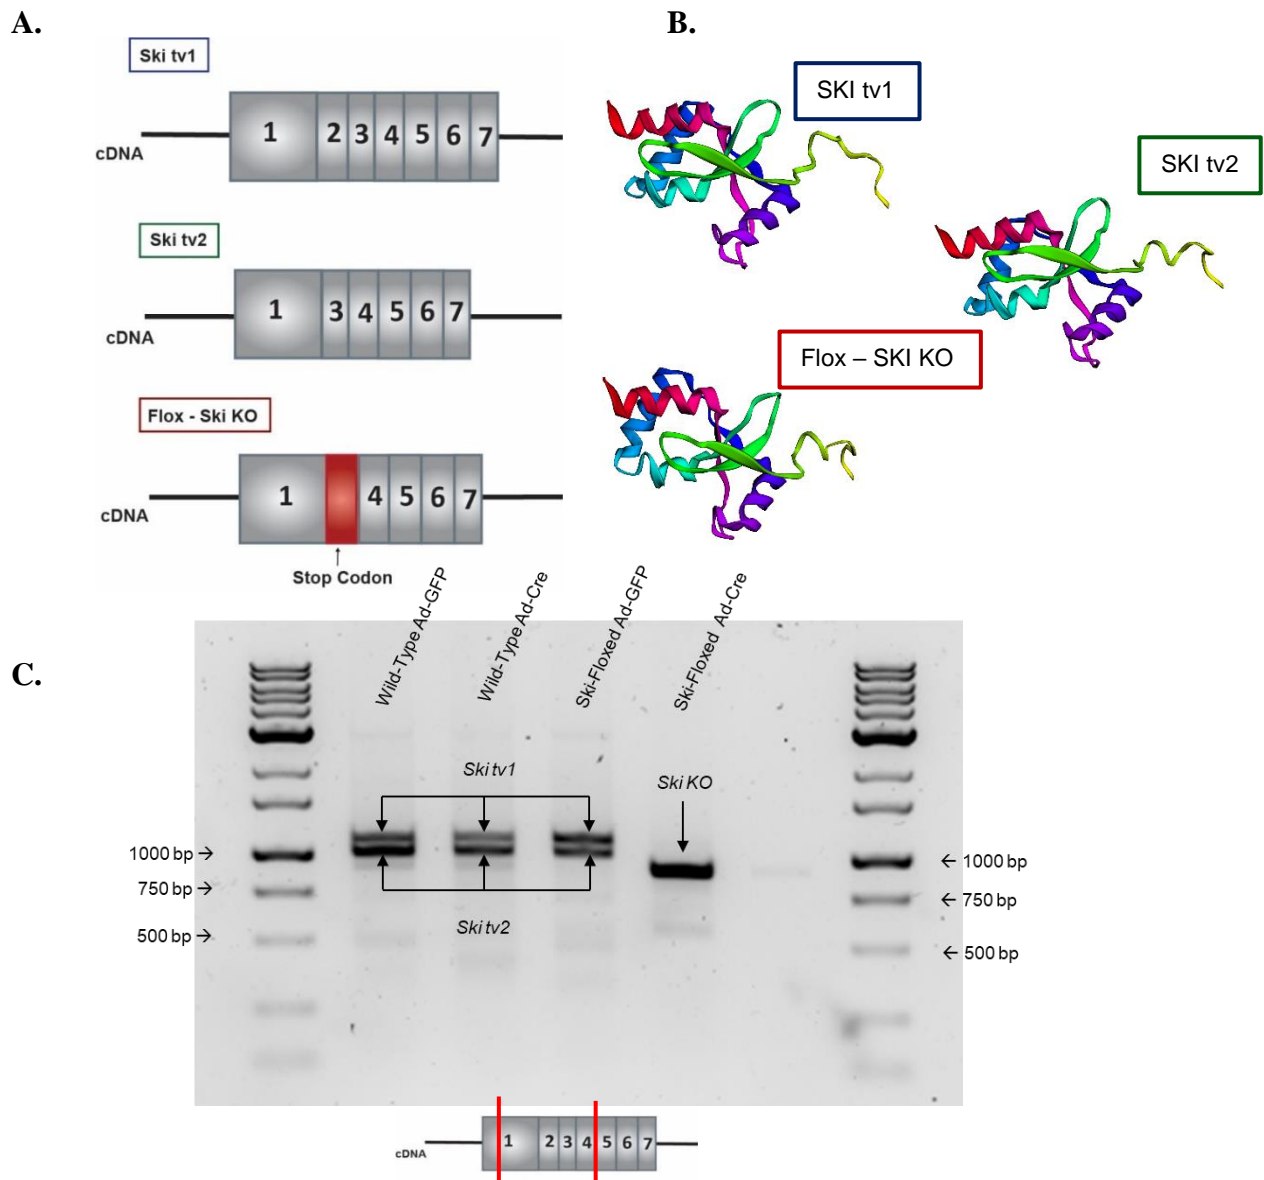 A.
B.
Ski tv1
1 2 3 4 5 6 7
cDNA
Ski tv2
1 3 4 5 6 7
cDNA
Flox - Ski KO
1 4 5 6 7
cDNA
Stop Codon
SKI tv1
SKI tv2
Flox – SKI KO
C.
Wild-Type Ad-GFP
Wild-Type Ad-Cre
Ski-Floxed Ad-GFP
Ski-Floxed Ad-Cre
Ski tv1
Ski KO
Ski tv2
1000 bp →
750 bp →
500 bp →
← 1000 bp
← 750 bp
← 500 bp
1 2 3 4 5 6 7
cDNA